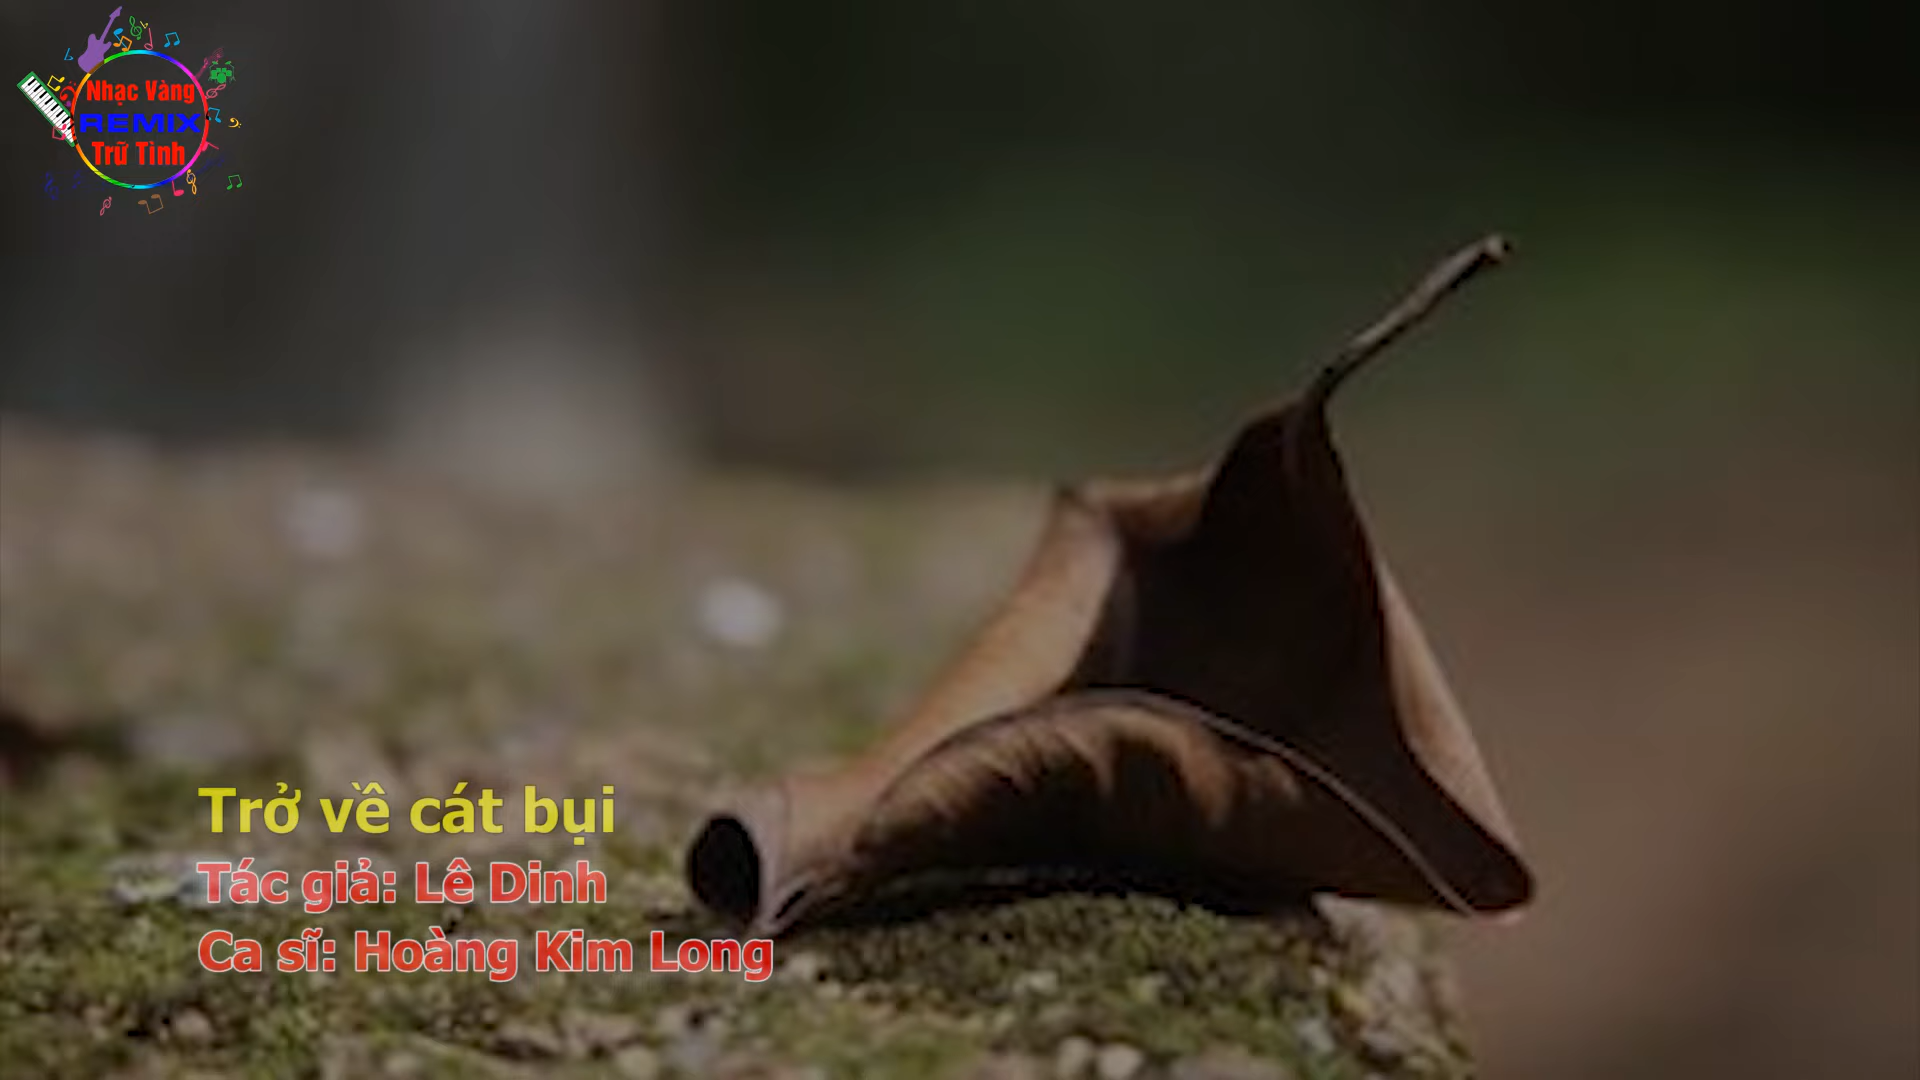 Nhạc Vàng
REMIX
Trữ Tình
Trở về cát bụi
Tác giả: Lê Dinh
Ca sĩ: Hoàng Kim Long